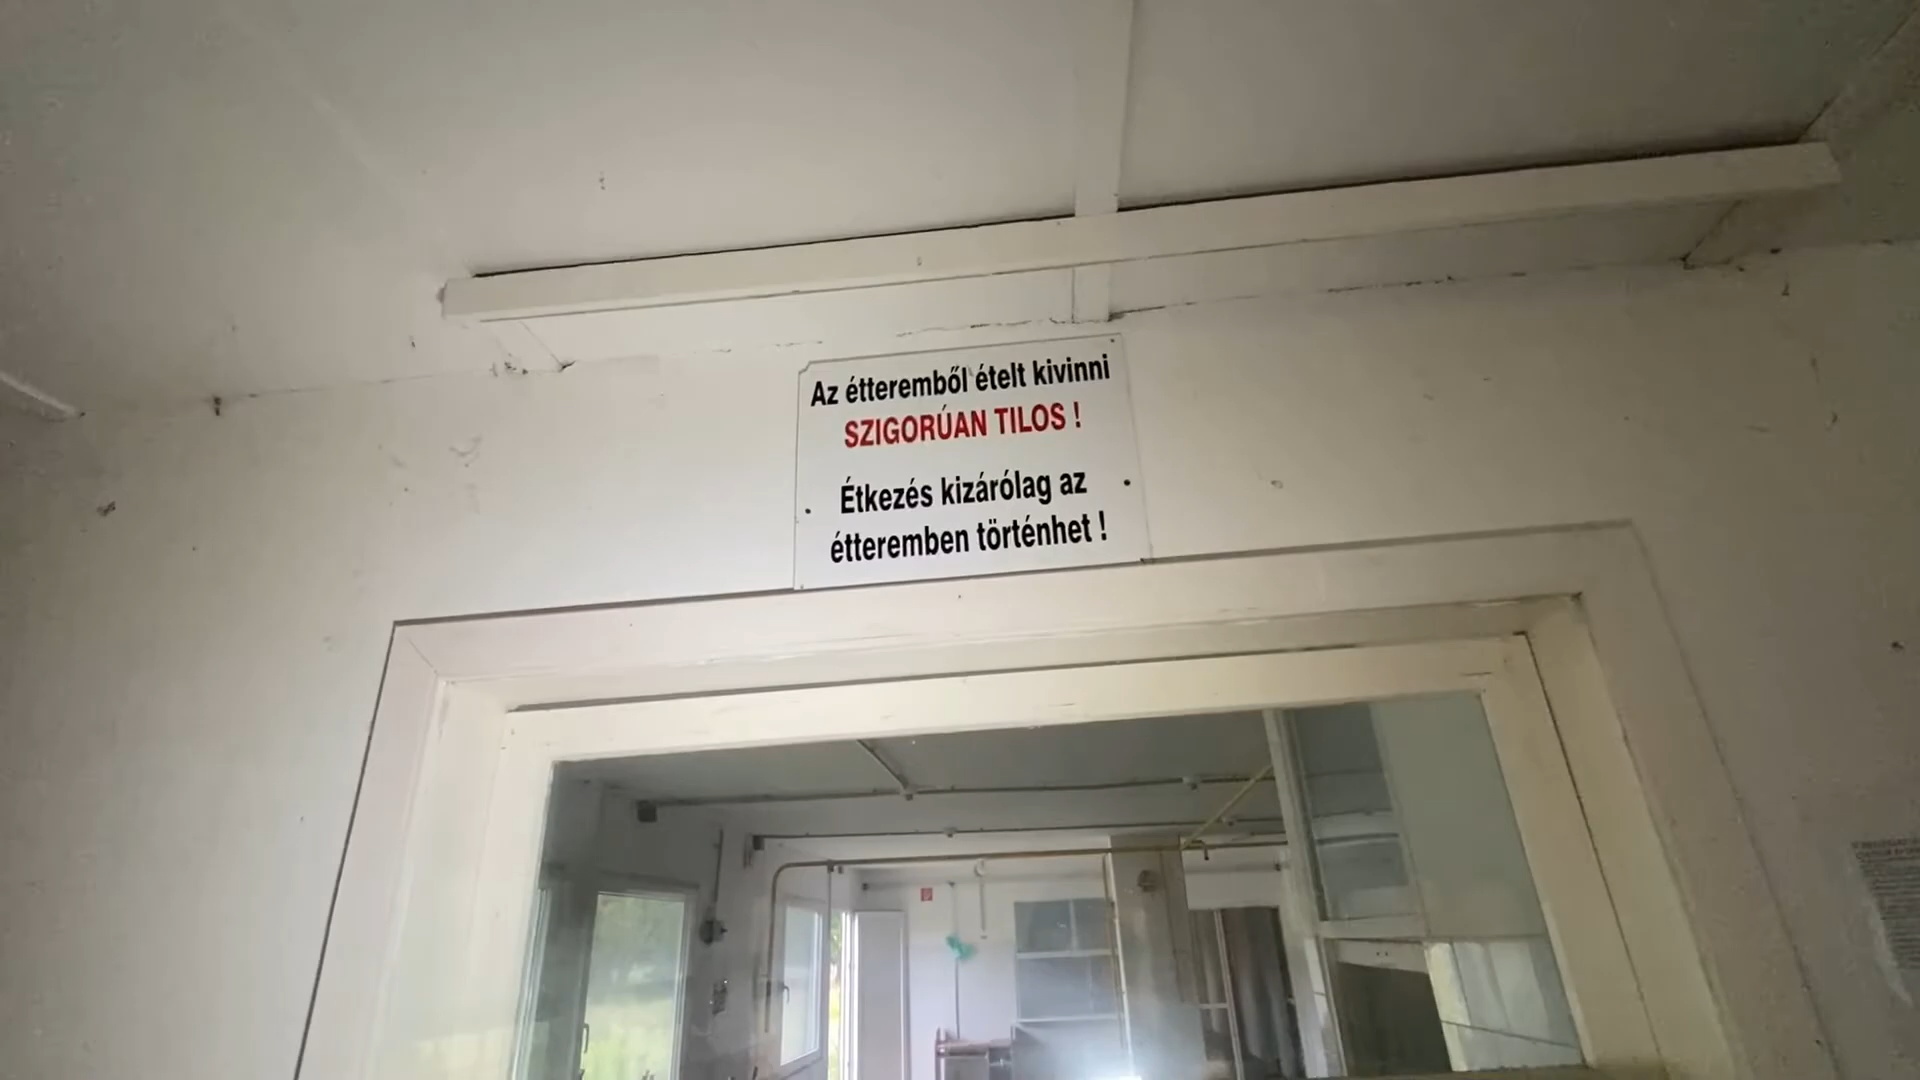 Az étteremből ételt kivinni
SZIGORÚAN TILOS !
Étkezés kizárólag az
étteremben történhet !